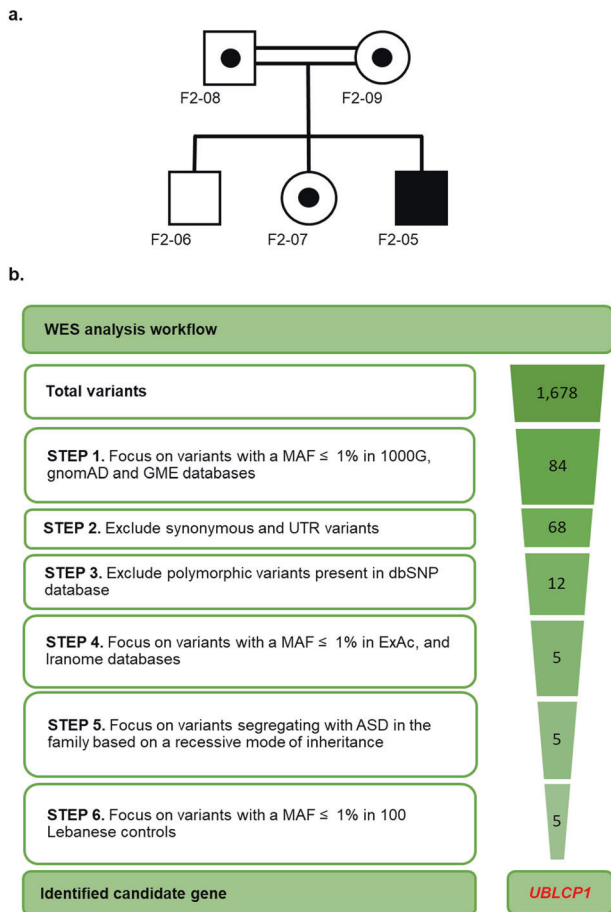 a.
F2-08
F2-09
F2-06
F2-07
F2-05
b.
WES analysis workflow
Total variants
1,678
STEP 1. Focus on variants with a MAF ≤ 1% in 1000G,
gnomAD and GME databases
84
STEP 2. Exclude synonymous and UTR variants
68
STEP 3. Exclude polymorphic variants present in dbSNP
database
12
STEP 4. Focus on variants with a MAF ≤ 1% in ExAc, and
Iranome databases
5
STEP 5. Focus on variants segregating with ASD in the
family based on a recessive mode of inheritance
5
STEP 6. Focus on variants with a MAF ≤ 1% in 100
Lebanese controls
5
Identified candidate gene
UBLCP1